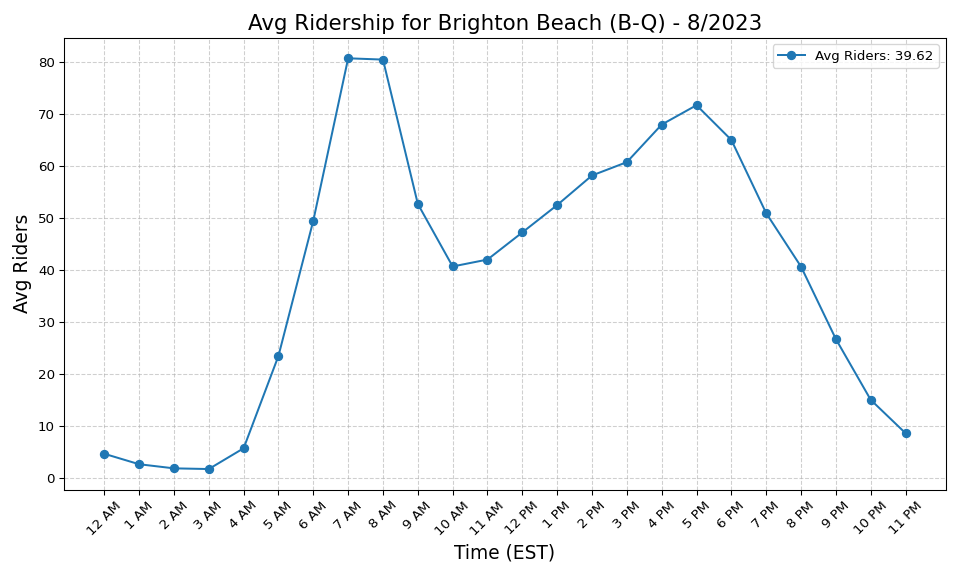 Avg Ridership for Brighton Beach (B-Q) - 8/2023
Avg Riders: 39.62
Avg Riders
80
70
60
50
40
30
20
10
0
12 AM
1 AM
2 AM
3 AM
4 AM
5 AM
6 AM
7 AM
8 AM
9 AM
10 AM
11 AM
12 PM
1 PM
2 PM
3 PM
4 PM
5 PM
6 PM
7 PM
8 PM
9 PM
10 PM
11 PM
Time (EST)